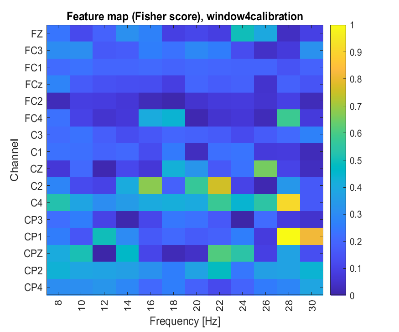 Feature map (Fisher score), window4calibration
Channel
FZ
FC3
FC1
FCz
FC2
FC4
C3
C1
CZ
C2
C4
CP3
CP1
CPZ
CP2
CP4
8 10 12 14 16 18 20 22 24 26 28 30
Frequency [Hz]
1
0.9
0.8
0.7
0.6
0.5
0.4
0.3
0.2
0.1
0